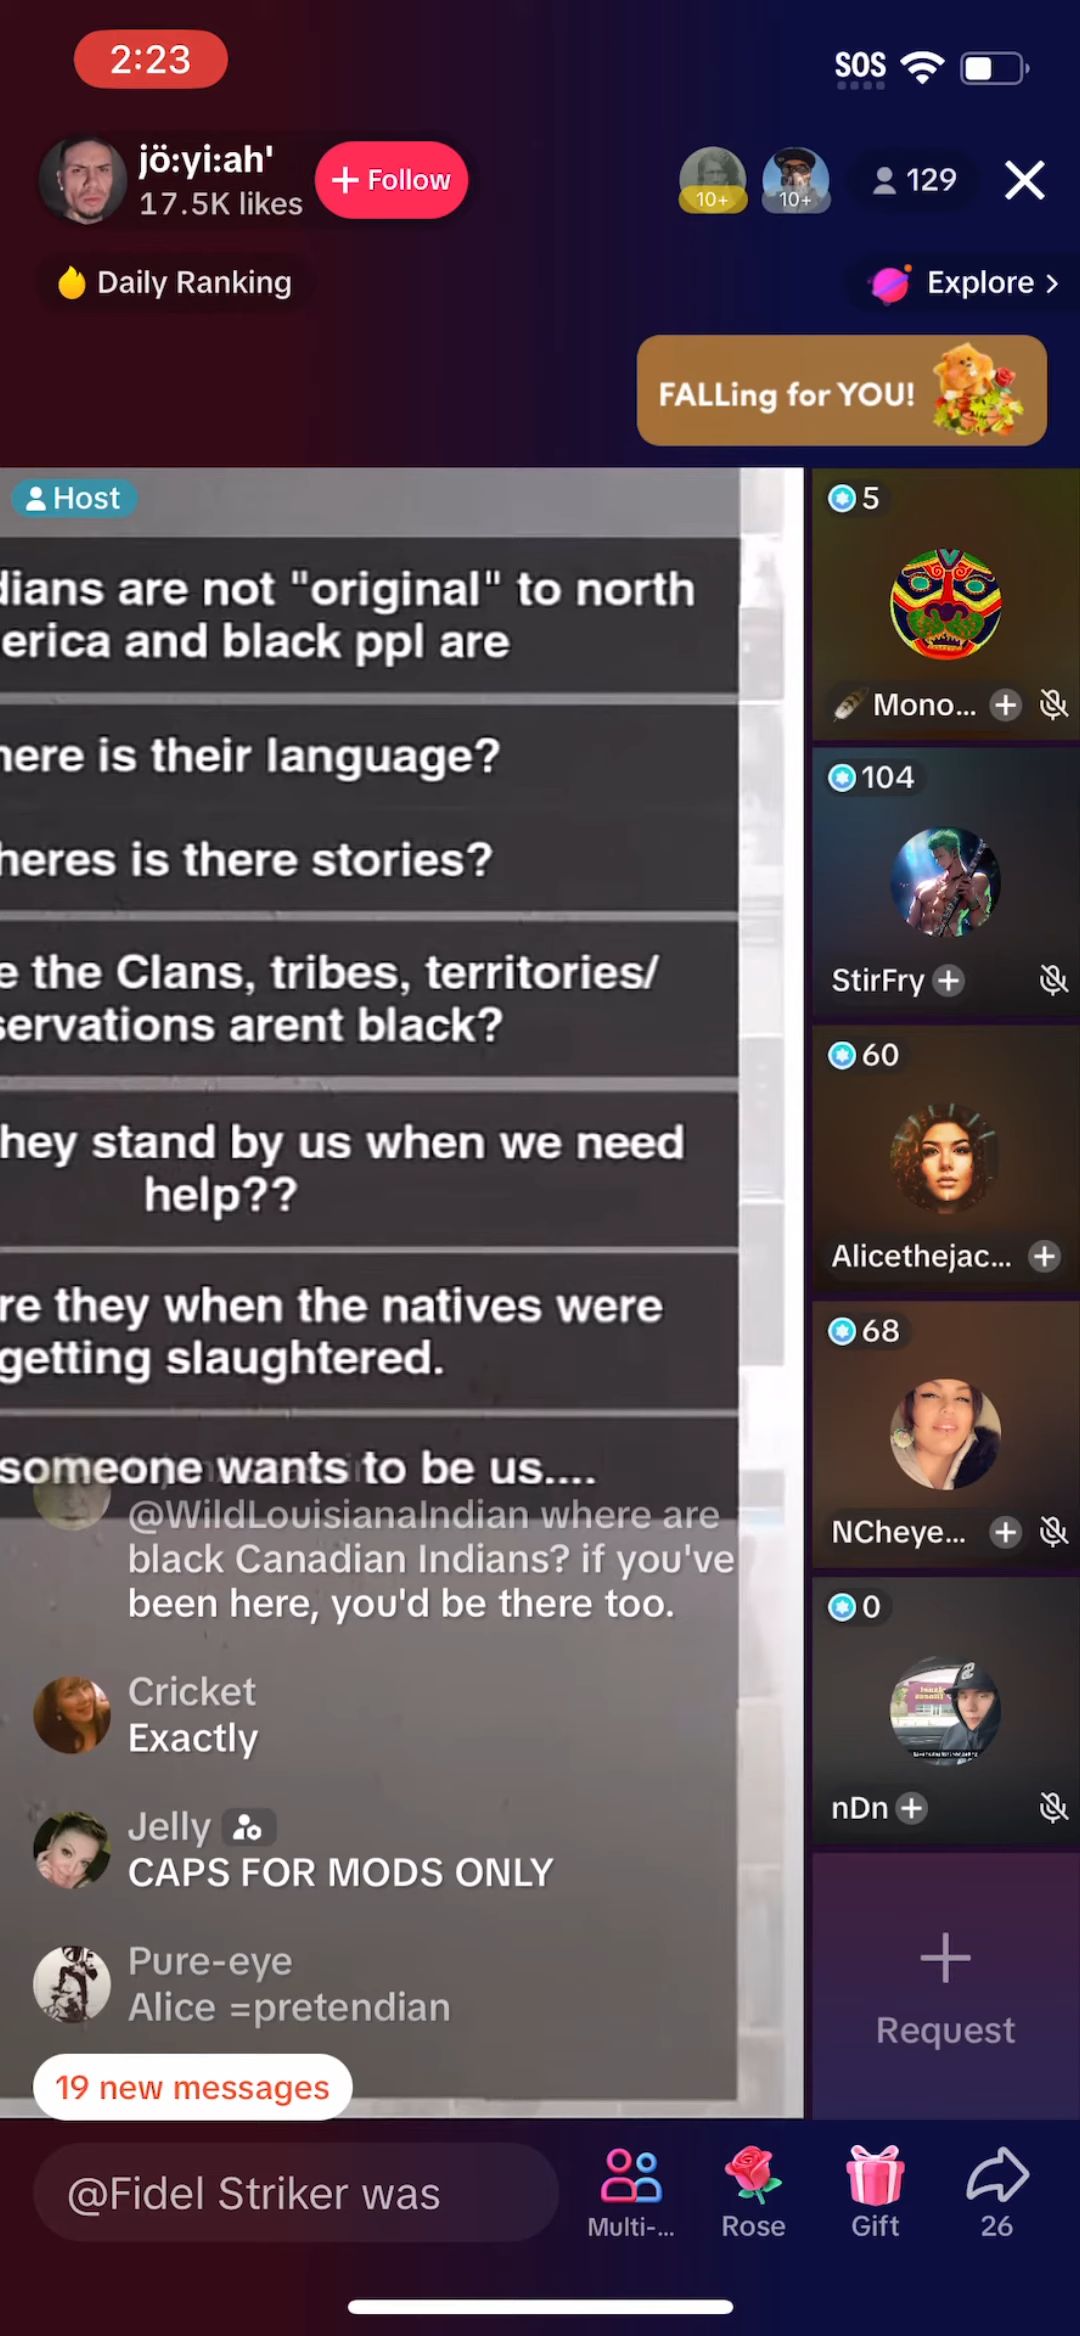 2:23
SOS
jö:yi:ah'
17.5K likes
+ Follow
10+
10+
129
Daily Ranking
Explore >
FALLing for YOU!
Host
dians are not "original" to north
erica and black ppl are
here is their language?
heres is there stories?
e the Clans, tribes, territories/
servations arent black?
hey stand by us when we need
help??
re they when the natives were
getting slaughtered.
someone wants to be us....
@WildLouisianaIndian where are
black Canadian Indians? if you've
been here, you'd be there too.
Cricket
Exactly
Jelly
CAPS FOR MODS ONLY
Pure-eye
Alice =pretendian
19 new messages
5
Mono...
104
StirFry
60
Alicethejac...
68
NCheye...
0
nDn
Request
@Fidel Striker was
Multi-...
Rose
Gift
26